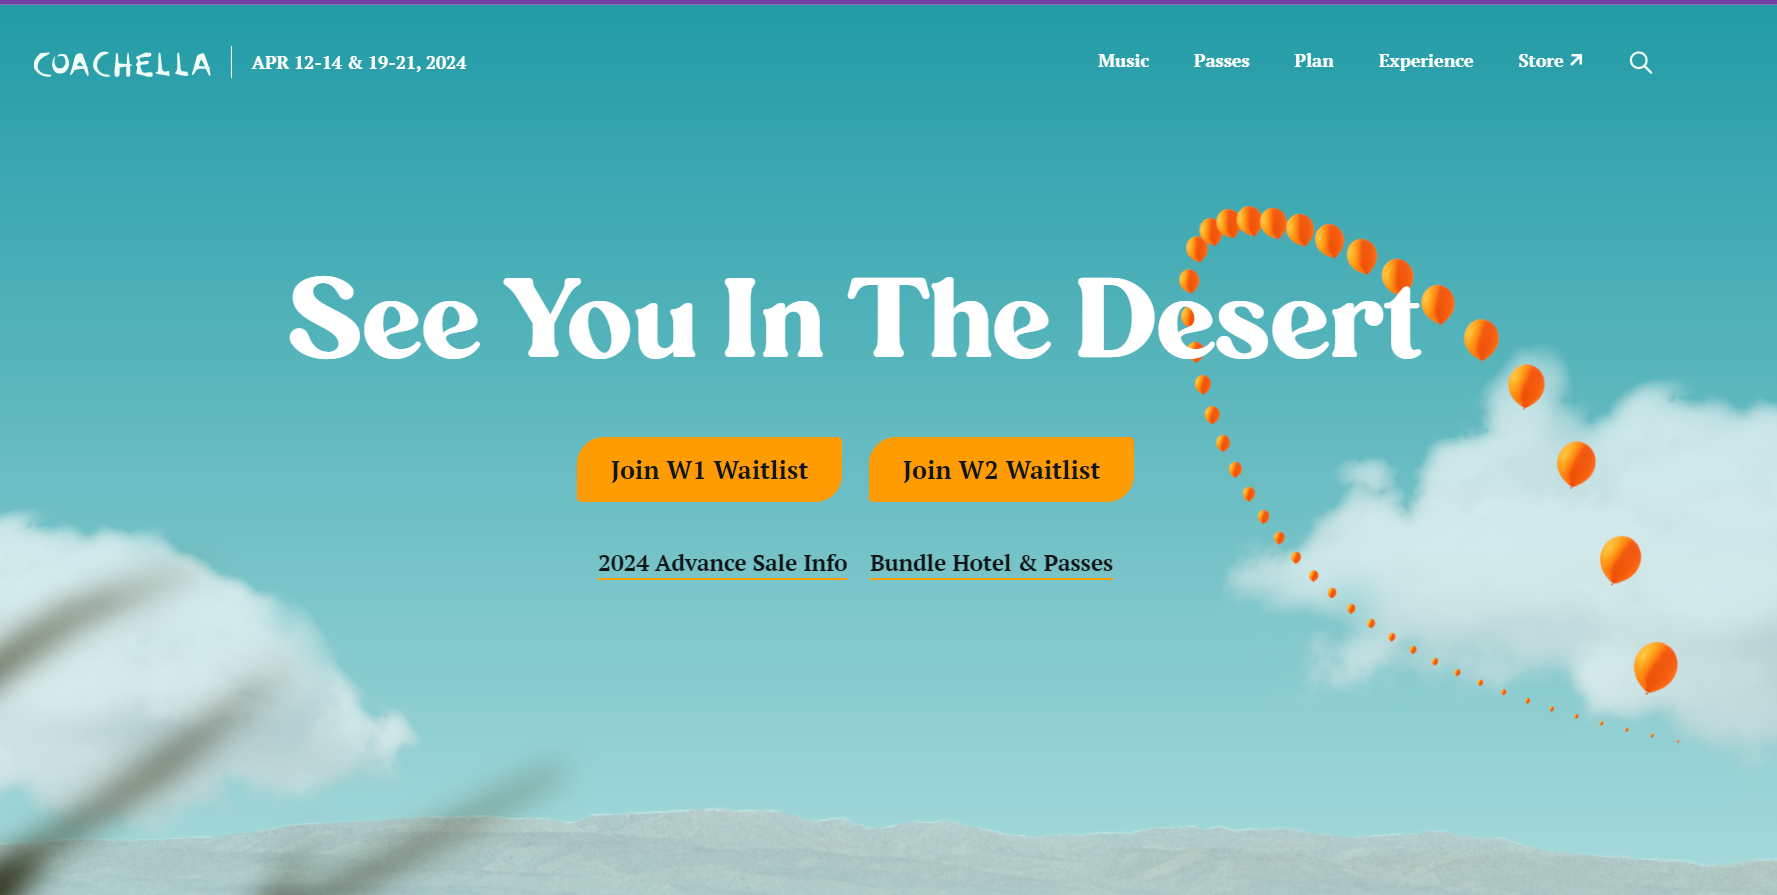 COACHELLA
APR 12-14 & 19-21, 2024
Music Passes Plan Experience Store
See You In The Desert
Join W1 Waitlist Join W2 Waitlist
2024 Advance Sale Info Bundle Hotel & Passes